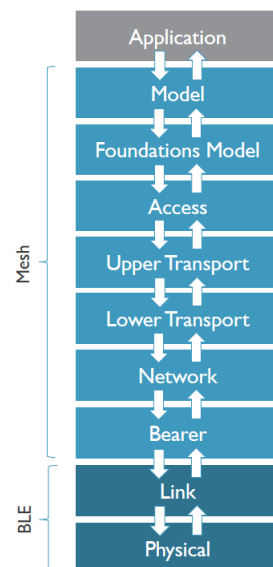 Application
Model
Foundations Model
Access
Upper Transport
Lower Transport
Network
Bearer
Link
Physical
Mesh
BLE